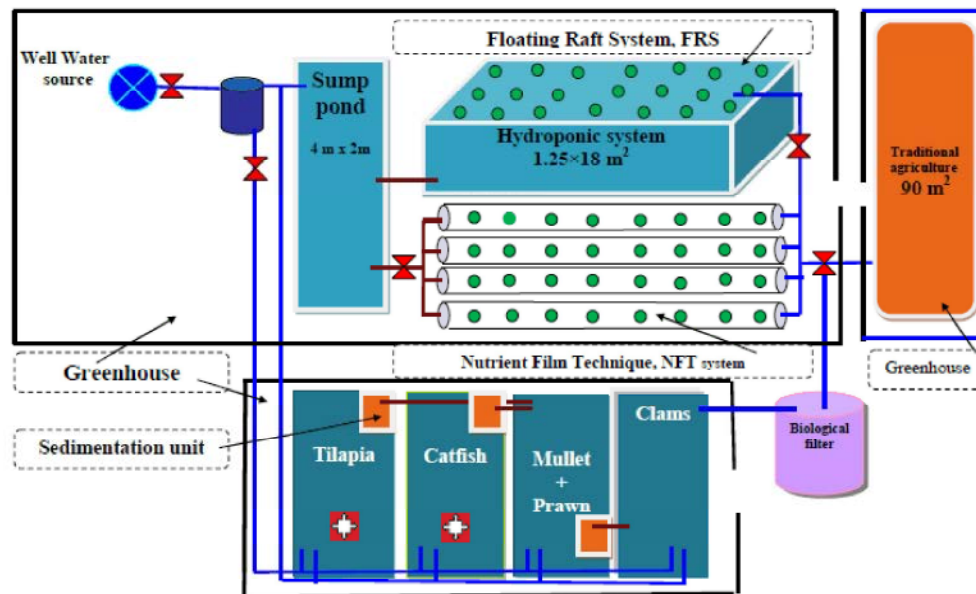 Floating Raft System, FRS
Well Water
source
Sump
pond
4 m x 2m
Hydroponic system
1.25×18 m²
Traditional
agriculture
90 m²
Nutrient Film Technique, NFT system
Greenhouse
Greenhouse
Sedimentation unit
Tilapia
Catfish
Mullet
+
Prawn
Clams
Biological
filter